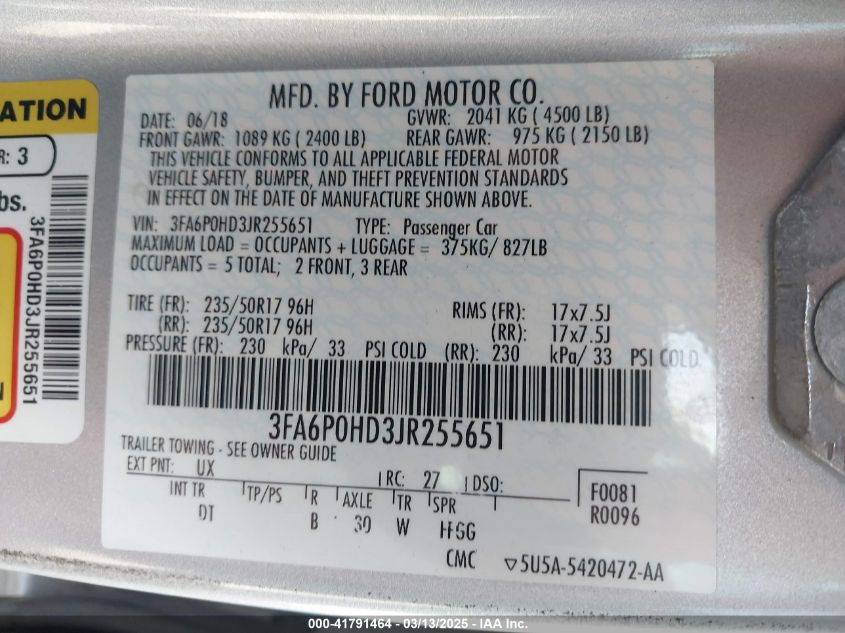 ATION
R: 3
bs.
3FA6P0HD3JR255651
N
MFD. BY FORD MOTOR CO.
DATE: 06/18 GVWR: 2041 KG ( 4500 LB)
FRONT GAWR: 1089 KG ( 2400 LB) REAR GAWR: 975 KG ( 2150 LB)
THIS VEHICLE CONFORMS TO ALL APPLICABLE FEDERAL MOTOR
VEHICLE SAFETY, BUMPER, AND THEFT PREVENTION STANDARDS
IN EFFECT ON THE DATE OF MANUFACTURE SHOWN ABOVE.
VIN: 3FA6P0HD3JR255651 TYPE: Passenger Car
MAXIMUM LOAD = OCCUPANTS + LUGGAGE = 375KG/ 827LB
OCCUPANTS = 5 TOTAL; 2 FRONT, 3 REAR
TIRE (FR): 235/50R17 96H RIMS (FR): 17x7.5J
(RR): 235/50R17 96H (RR): 17x7.5J
PRESSURE (FR): 230 kPa/ 33 PSI COLD (RR): 230 kPa/ 33 PSI COLD
3FA6P0HD3JR255651
TRAILER TOWING - SEE OWNER GUIDE
EXT PNT: UX RC: 27 DSO:
INT TR TP/PS R AXLE TR SPR F0081
DT B 30 W R0096
CMC 5U5A-5420472-AA
000-41791464 / 03/13/2025 - IAA Inc.